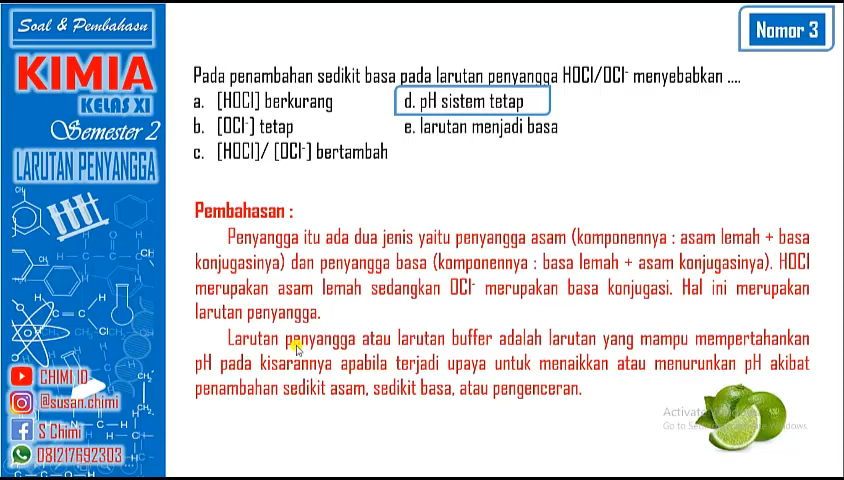 Soal & Pembahasn
KIMIA
KELAS XI
Semester 2
LARUTAN PENYANGGA
CHIMI ID
@susan.chimi
S Chimi
081217692303
Nomor 3
Pada penambahan sedikit basa pada larutan penyangga HOCl/OCl⁻ menyebabkan ....
a. [HOCl] berkurang
d. pH sistem tetap
b. [OCl⁻] tetap
e. larutan menjadi basa
c. [HOCl]/ [OCl⁻] bertambah
Pembahasan :
Penyangga itu ada dua jenis yaitu penyangga asam (komponennya : asam lemah + basa
konjugasinya) dan penyangga basa (komponennya : basa lemah + asam konjugasinya). HOCl
merupakan asam lemah sedangkan OCl⁻ merupakan basa konjugasi. Hal ini merupakan
larutan penyangga.
Larutan penyangga atau larutan buffer adalah larutan yang mampu mempertahankan
pH pada kisarannya apabila terjadi upaya untuk menaikkan atau menurunkan pH akibat
penambahan sedikit asam, sedikit basa, atau pengenceran.